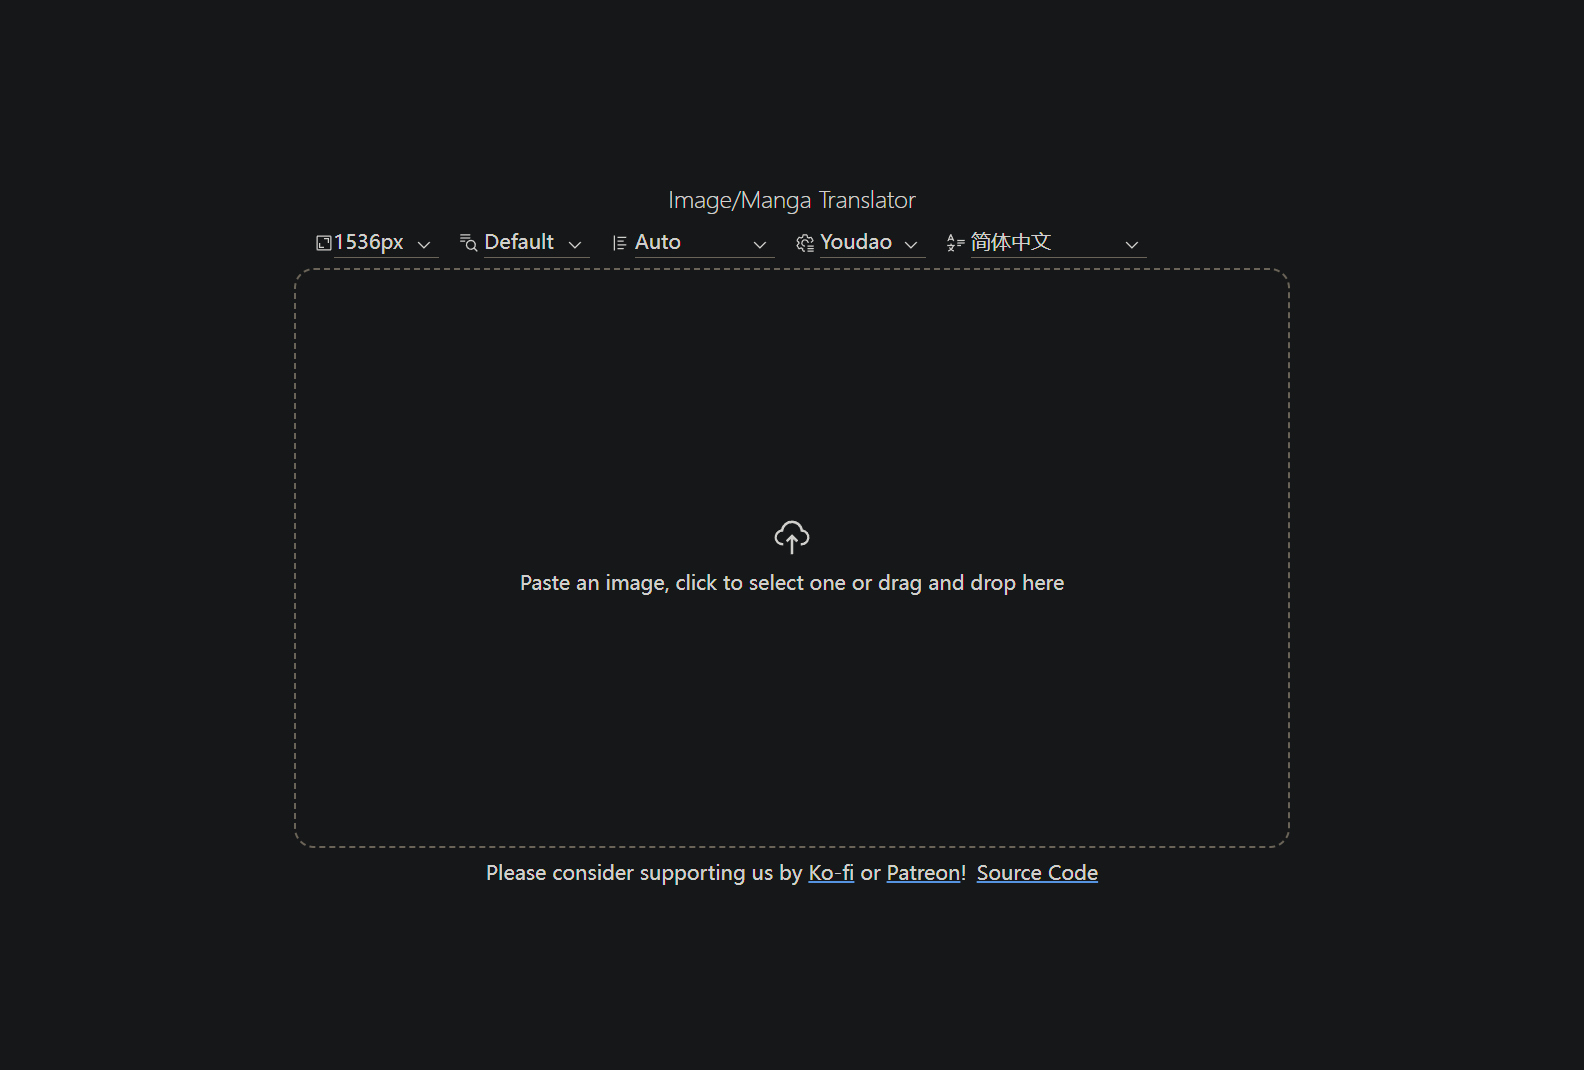 Image/Manga Translator
1536px Default Auto Youdao 简体中文
Paste an image, click to select one or drag and drop here
Please consider supporting us by Ko-fi or Patreon! Source Code